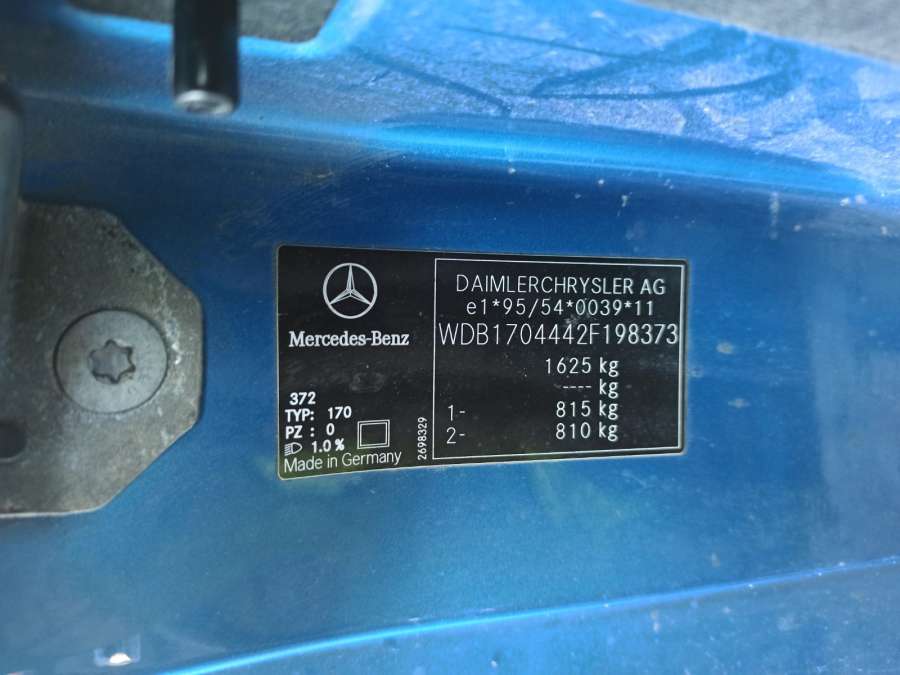 Mercedes-Benz
372
TYP: 170
PZ : 0
1.0 %
Made in Germany
2698329
DAIMLERCHRYSLER AG
e1*95/54*0039*11
WDB1704442F198373
1625 kg
---- kg
1- 815 kg
2- 810 kg